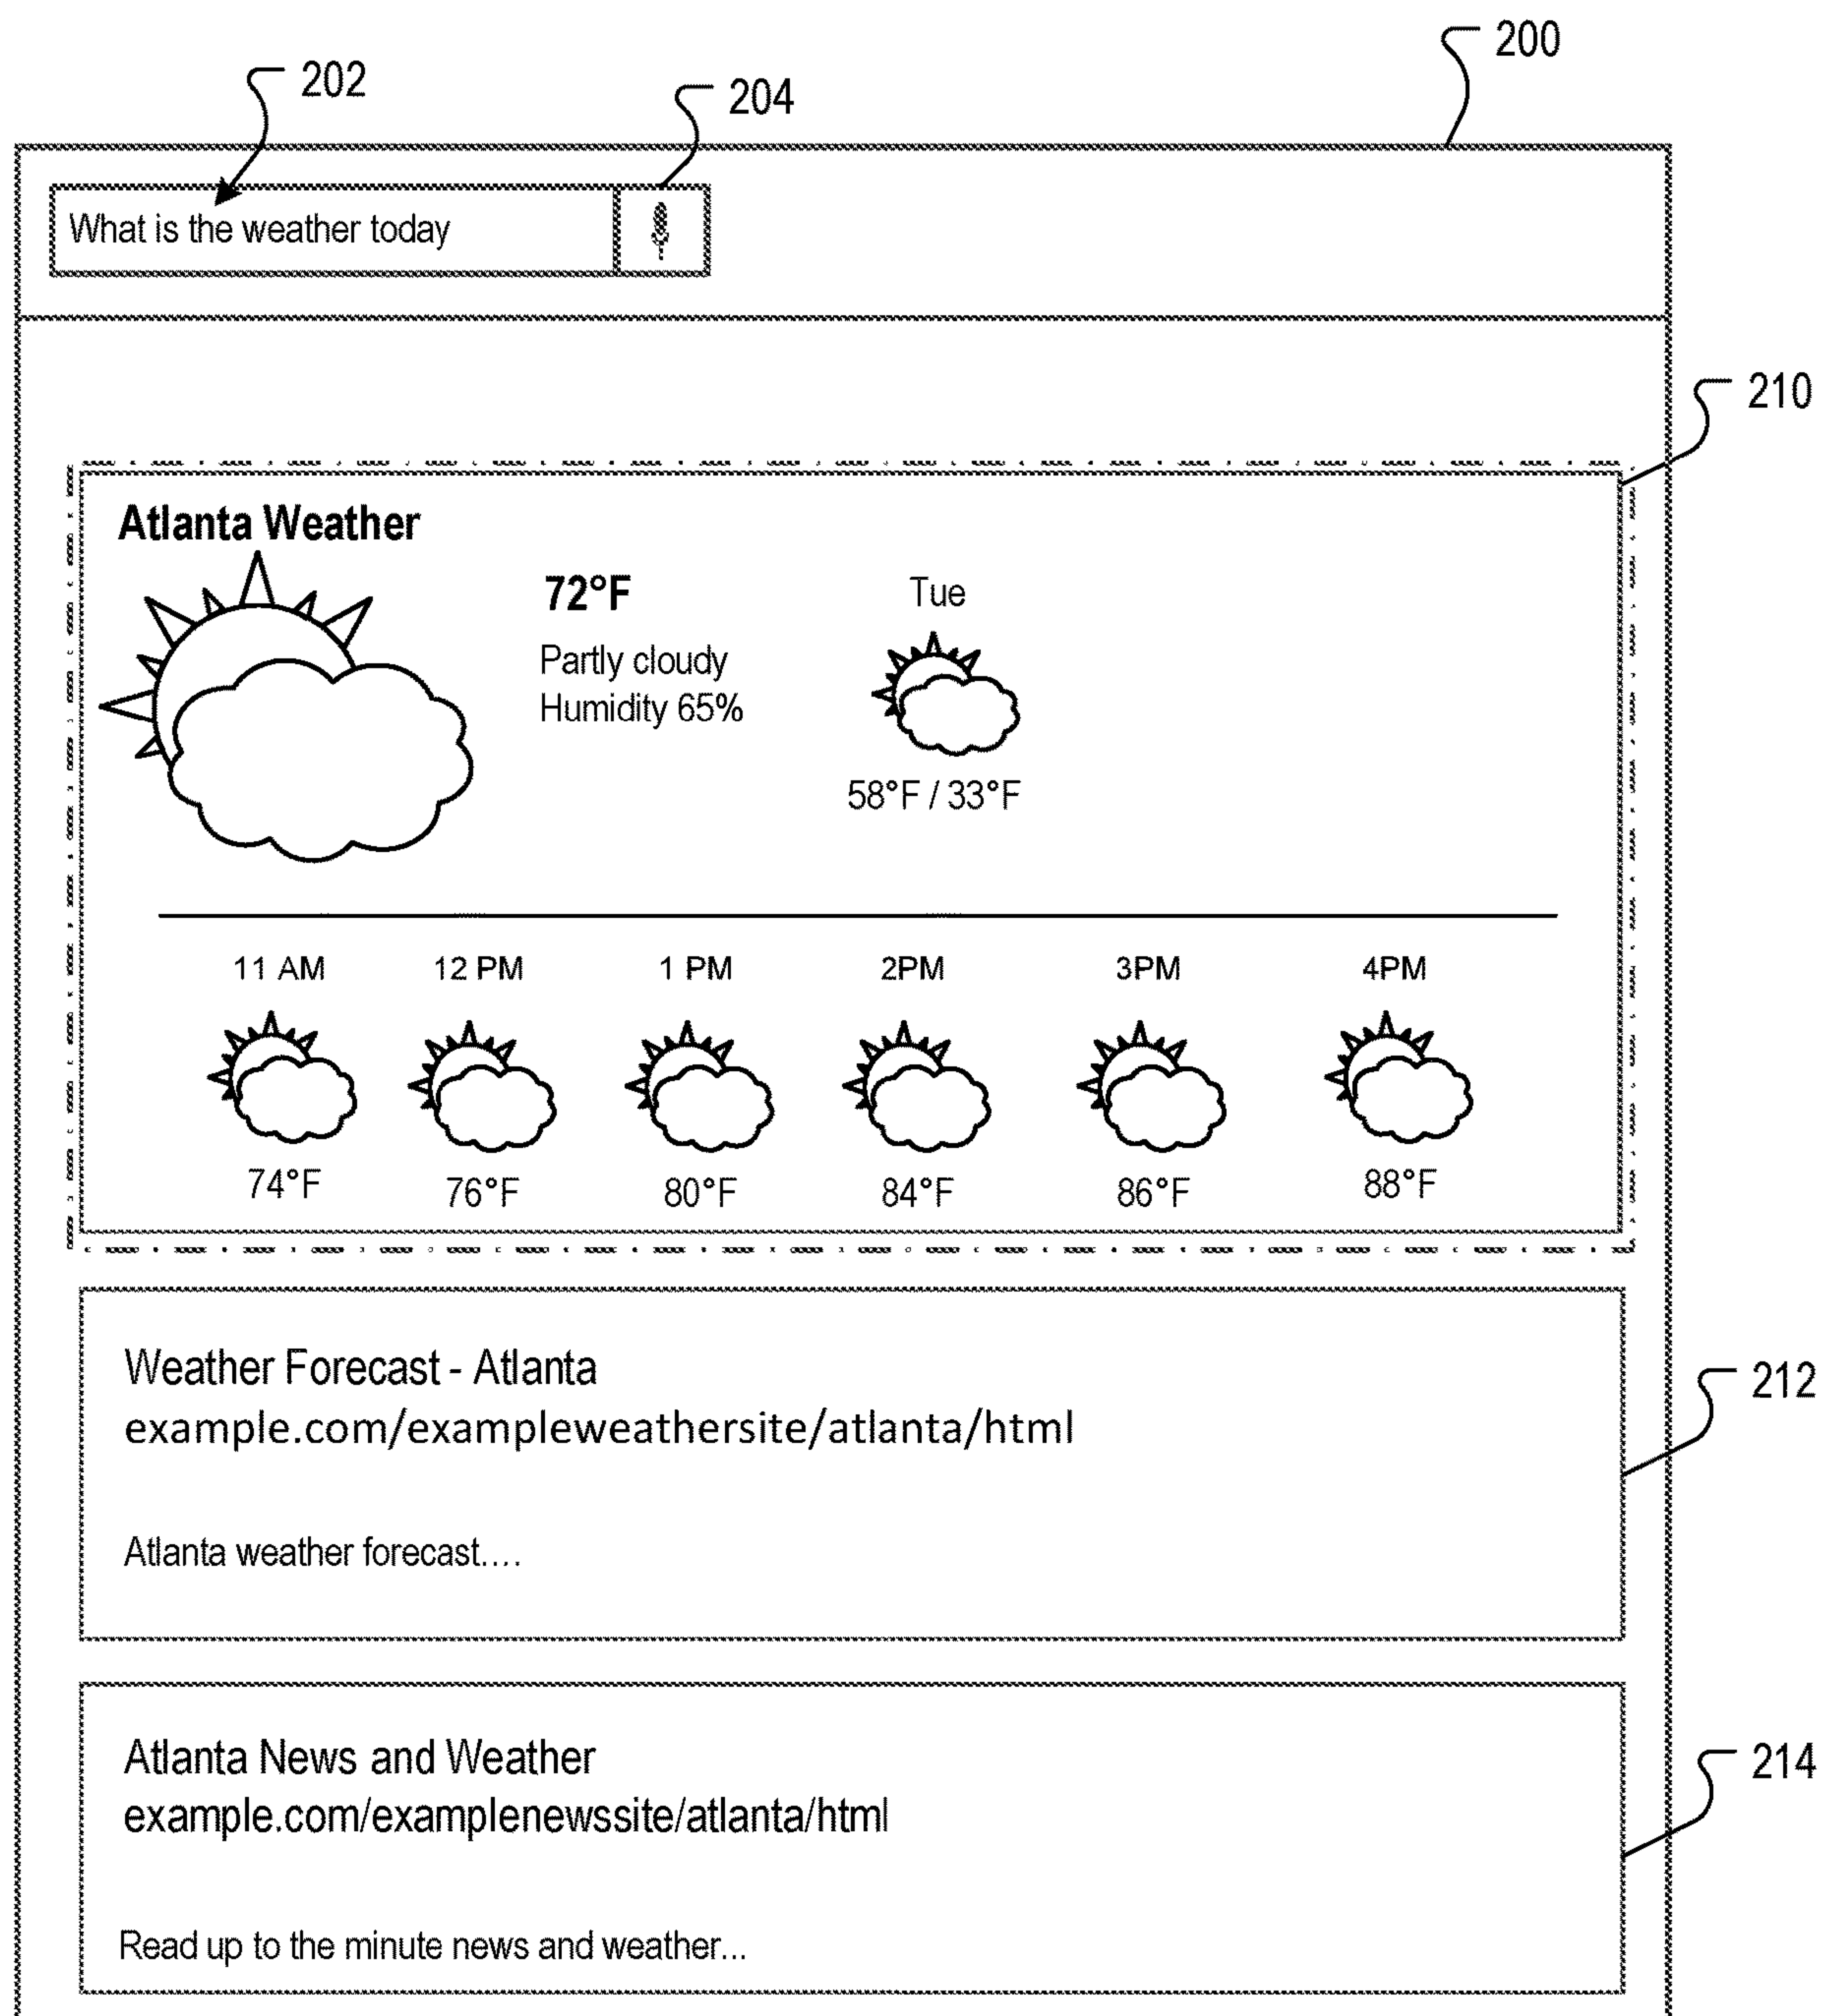 200
202
204
What is the weather today
210
Atlanta Weather
72°F
Tue
Partly cloudy
Humidity 65%
58°F / 33°F
11 AM 12 PM 1 PM 2PM 3PM 4PM
74°F 76°F 80°F 84°F 86°F 88°F
Weather Forecast - Atlanta
212
example.com/exampleweathersite/atlanta/html
Atlanta weather forecast....
Atlanta News and Weather
214
example.com/examplenewssite/atlanta/html
Read up to the minute news and weather...